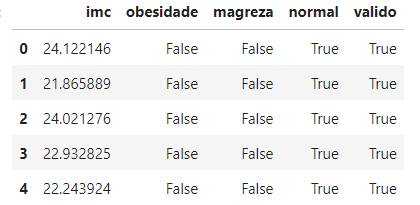 imc obesidade magreza normal valido
0 24.122146 False False True True
1 21.865889 False False True True
2 24.021276 False False True True
3 22.932825 False False True True
4 22.243924 False False True True